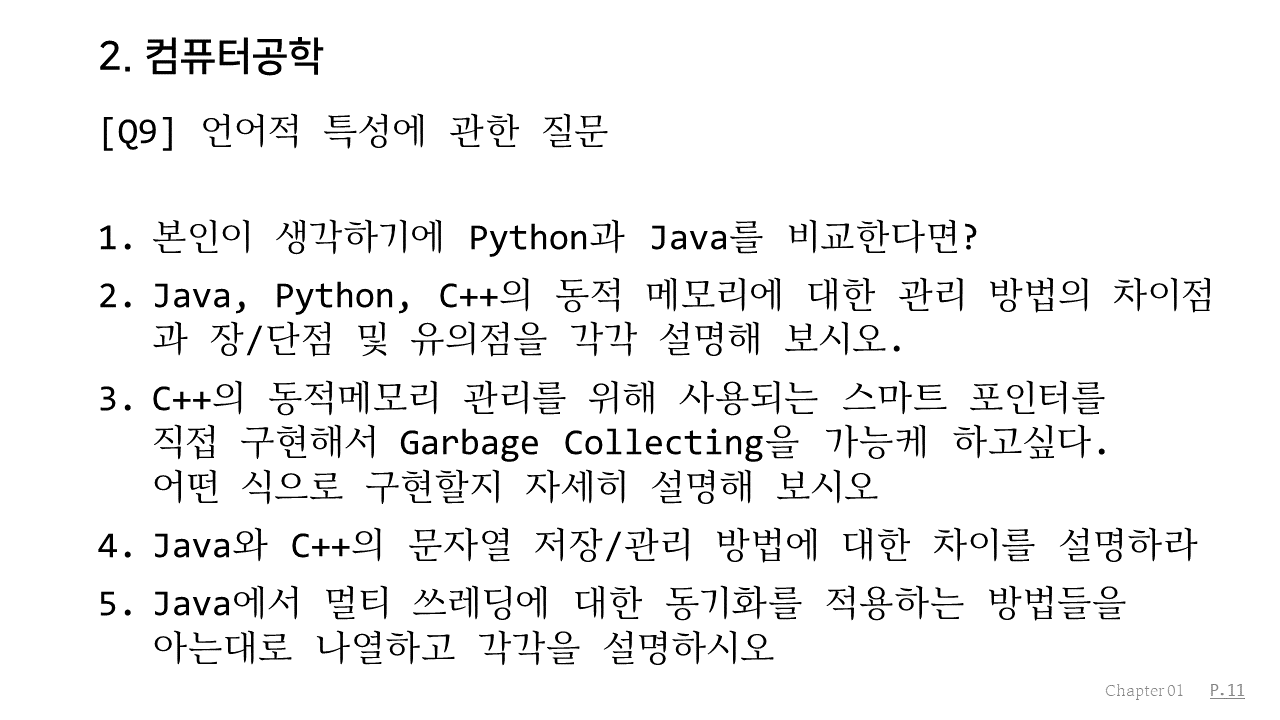 2. 컴퓨터공학
[Q9] 언어적 특성에 관한 질문
1. 본인이 생각하기에 Python과 Java를 비교한다면?
2. Java, Python, C++의 동적 메모리에 대한 관리 방법의 차이점
과 장/단점 및 유의점을 각각 설명해 보시오.
3. C++의 동적메모리 관리를 위해 사용되는 스마트 포인터를
직접 구현해서 Garbage Collecting을 가능케 하고싶다.
어떤 식으로 구현할지 자세히 설명해 보시오
4. Java와 C++의 문자열 저장/관리 방법에 대한 차이를 설명하라
5. Java에서 멀티 쓰레딩에 대한 동기화를 적용하는 방법들을
아는대로 나열하고 각각을 설명하시오
Chapter 01 P.11